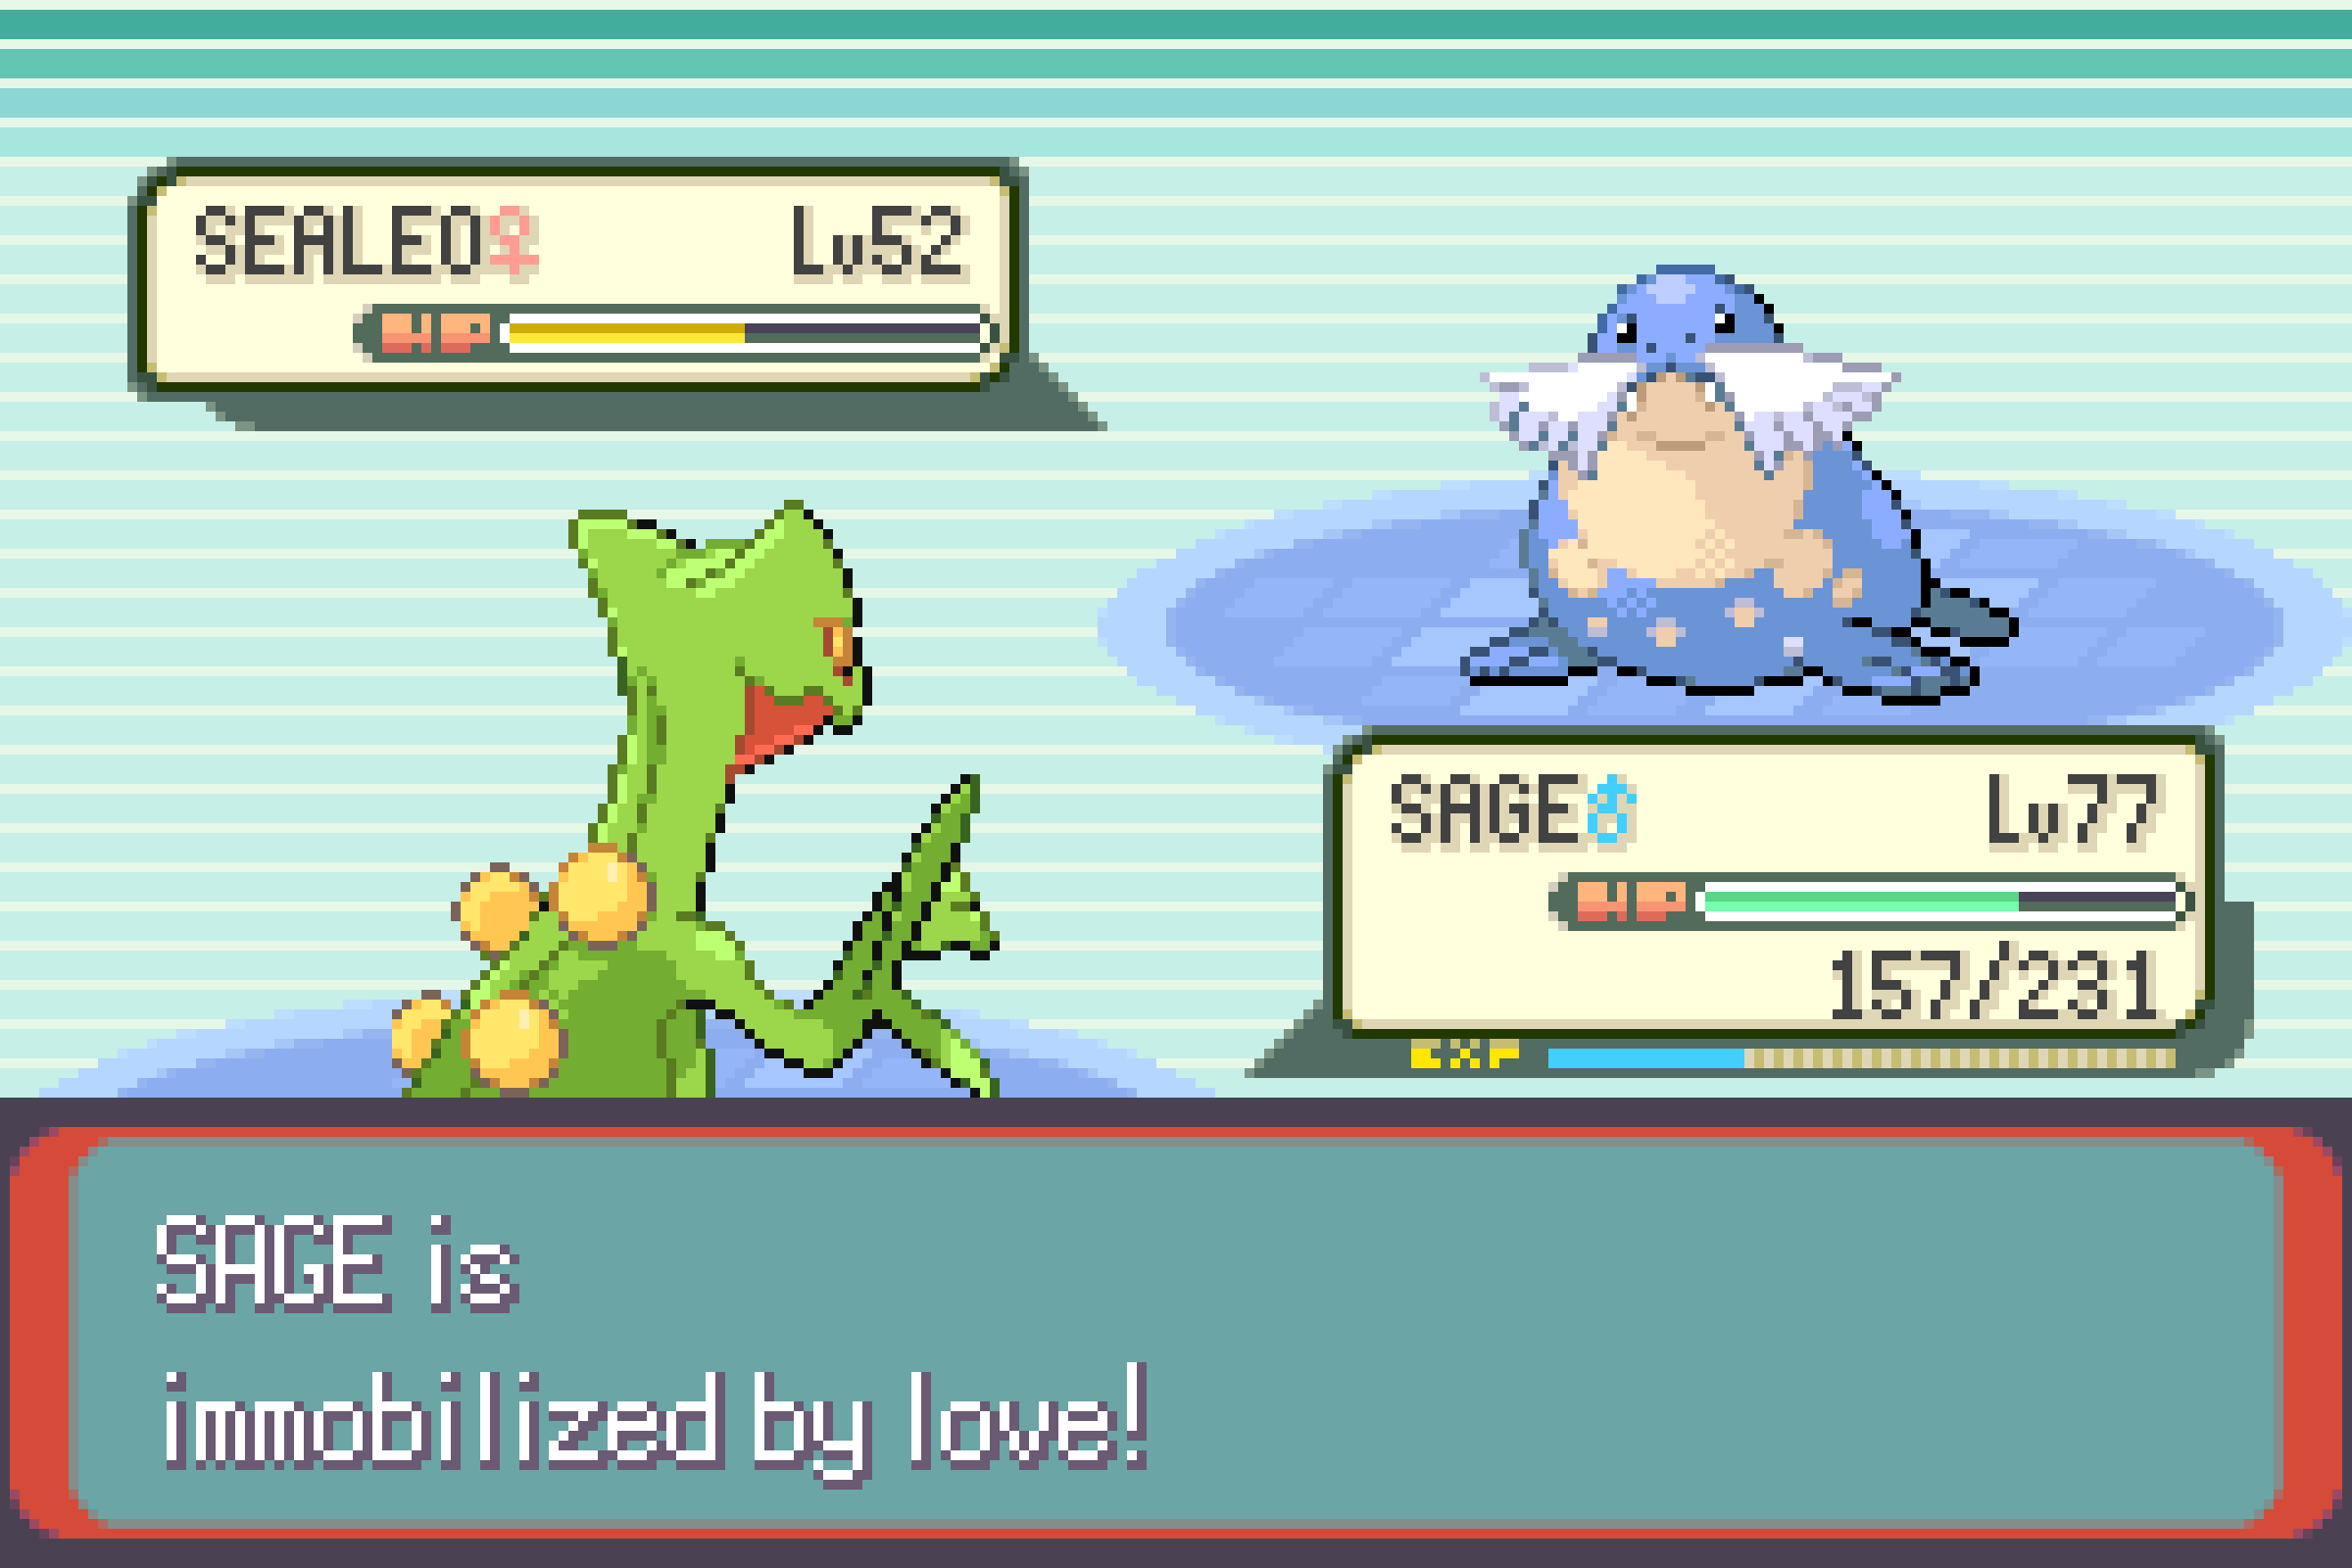 SEALEO♀ Lv52
HP
SAGE♂ Lv77
HP
157/231
EXP
SAGE is
immobilized by love!